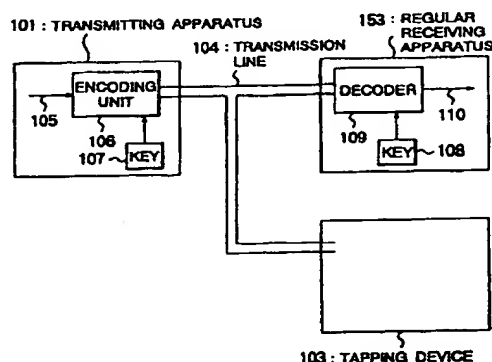 101 : TRANSMITTING APPARATUS
104 : TRANSMISSION
LINE
153 : REGULAR
RECEIVING
APPARATUS
ENCODING
UNIT
105
106
107
KEY
DECODER
109
110
KEY
108
103 : TAPPING DEVICE